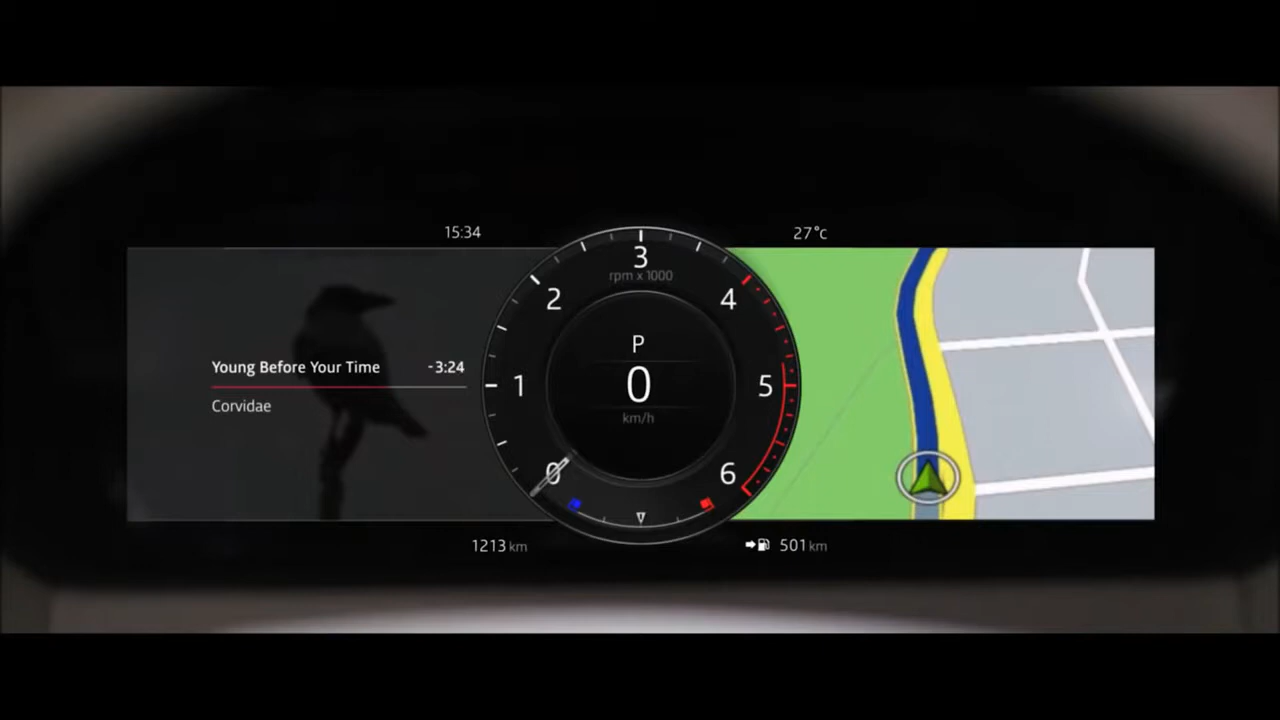 15:34
27°c
3
rpm x 1000
2
4
P
Young Before Your Time -3:24
1
0
5
Corvidae
km/h
0
6
1213 km
501 km